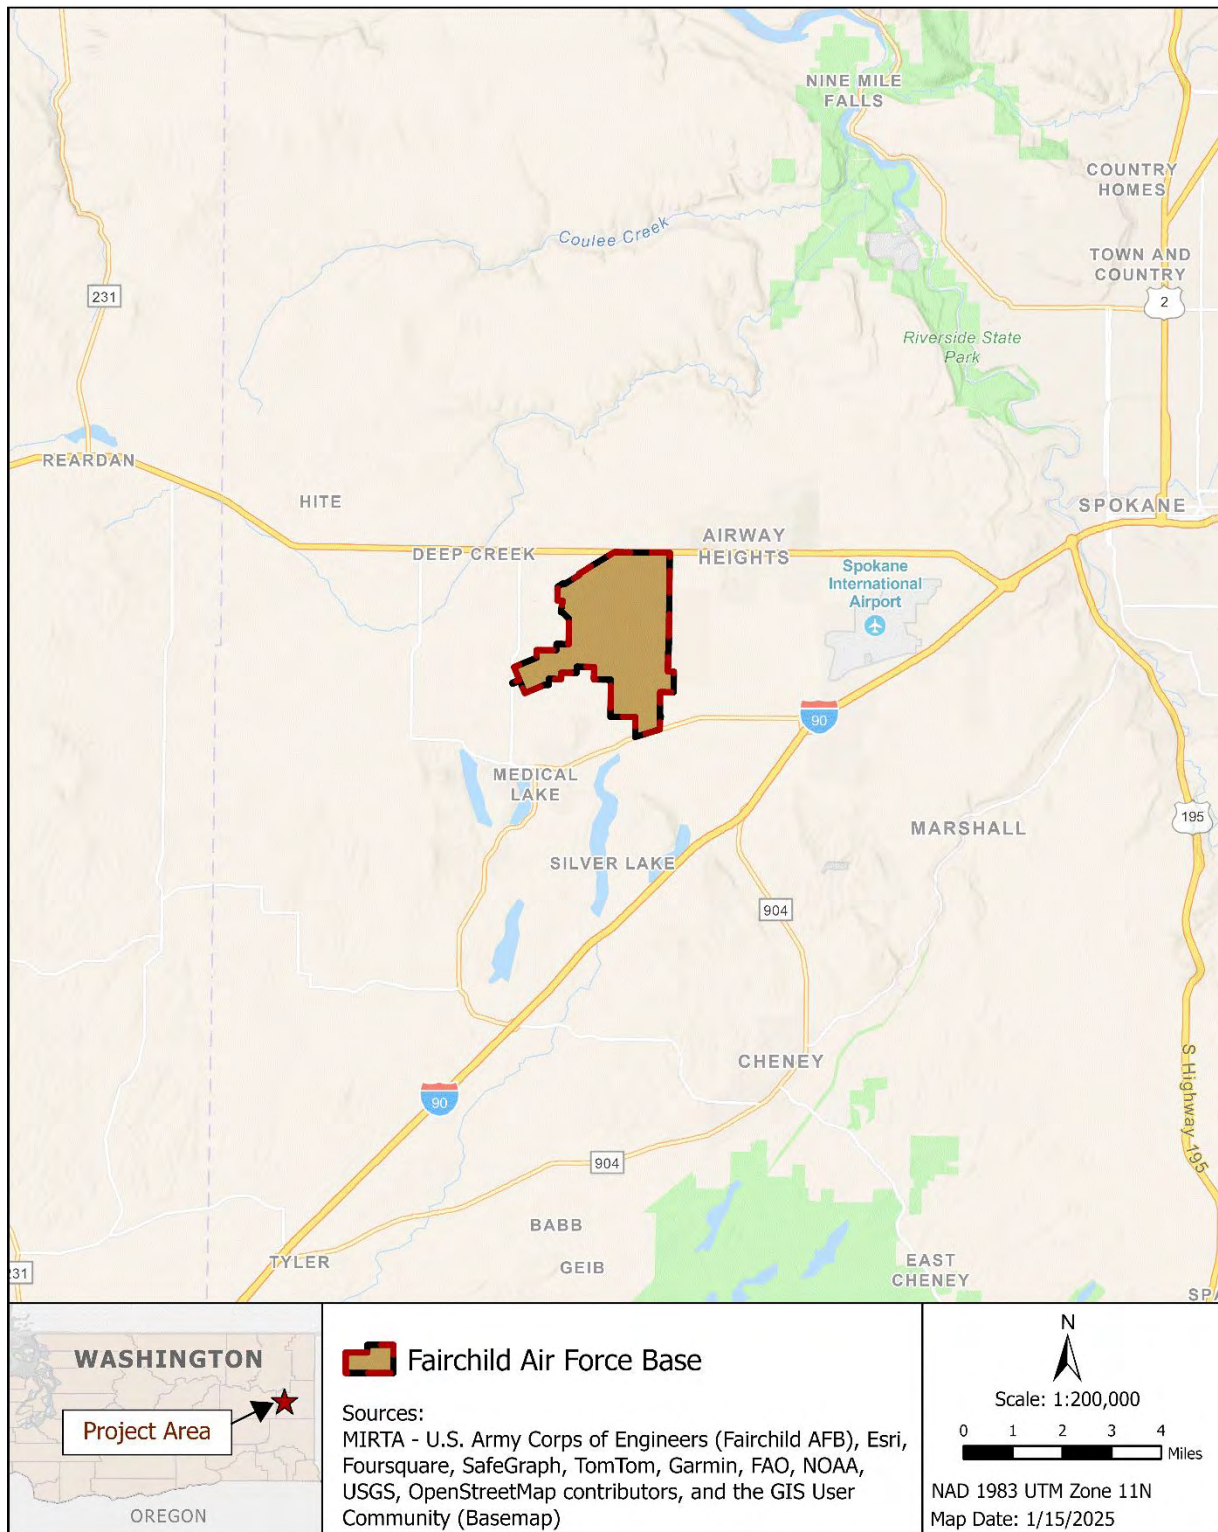 NINE MILE
FALLS
COUNTRY
HOMES
Coulee Creek
TOWN AND
COUNTRY
231
2
Riverside State
Park
REARDAN
HITE
SPOKANE
DEEP CREEK
AIRWAY
HEIGHTS
Spokane
International
Airport
90
MEDICAL
LAKE
195
MARSHALL
SILVER LAKE
904
CHENEY
S Highway 195
90
904
BABB
TYLER
GEIB
EAST
CHENEY
231
SPA
WASHINGTON
Project Area
OREGON
Fairchild Air Force Base
Sources:
MIRTA - U.S. Army Corps of Engineers (Fairchild AFB), Esri,
Foursquare, SafeGraph, TomTom, Garmin, FAO, NOAA,
USGS, OpenStreetMap contributors, and the GIS User
Community (Basemap)
N
Scale: 1:200,000
0 1 2 3 4
Miles
NAD 1983 UTM Zone 11N
Map Date: 1/15/2025